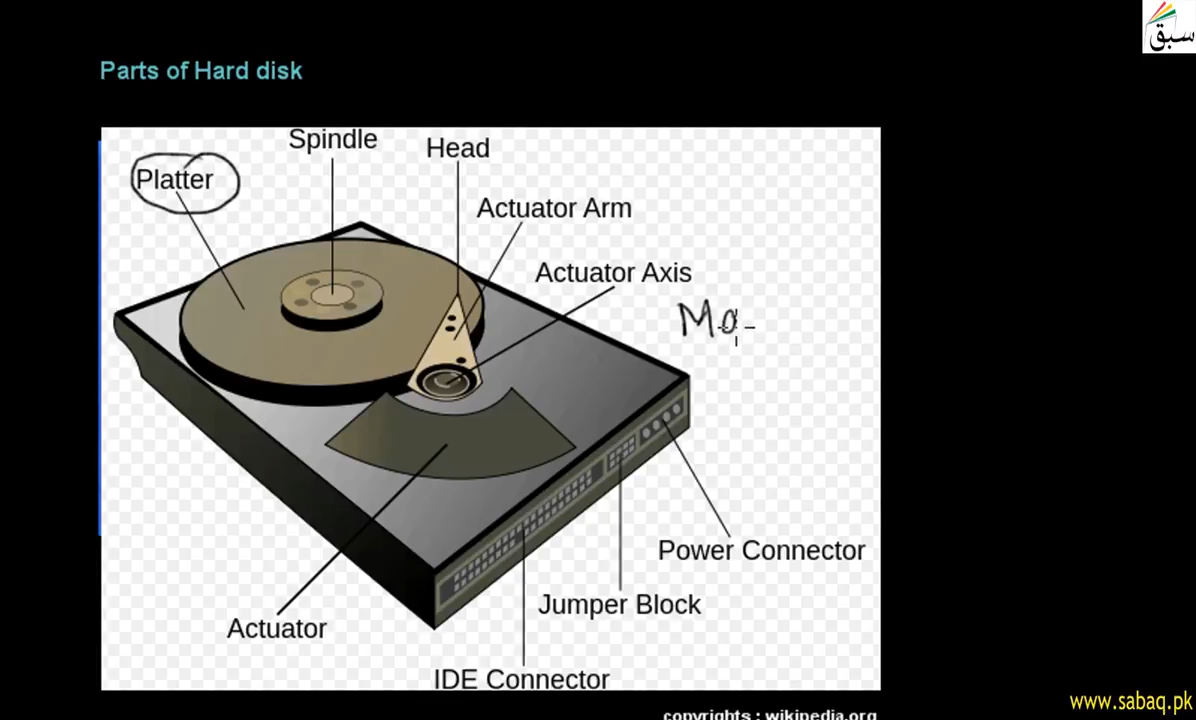 سبق
Parts of Hard disk
Spindle
Head
Platter
Actuator Arm
Actuator Axis
Ma
Power Connector
Jumper Block
Actuator
IDE Connector
www.sabaq.pk
copyrights : wikipedia.org